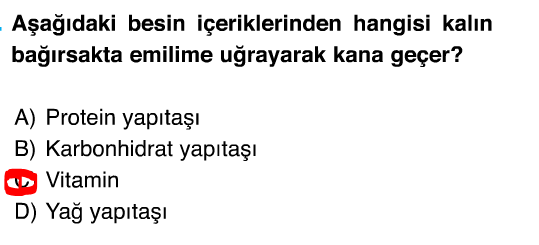 Aşağıdaki besin içeriklerinden hangisi kalın
bağırsakta emilime uğrayarak kana geçer?
A) Protein yapıtaşı
B) Karbonhidrat yapıtaşı
C) Vitamin
D) Yağ yapıtaşı